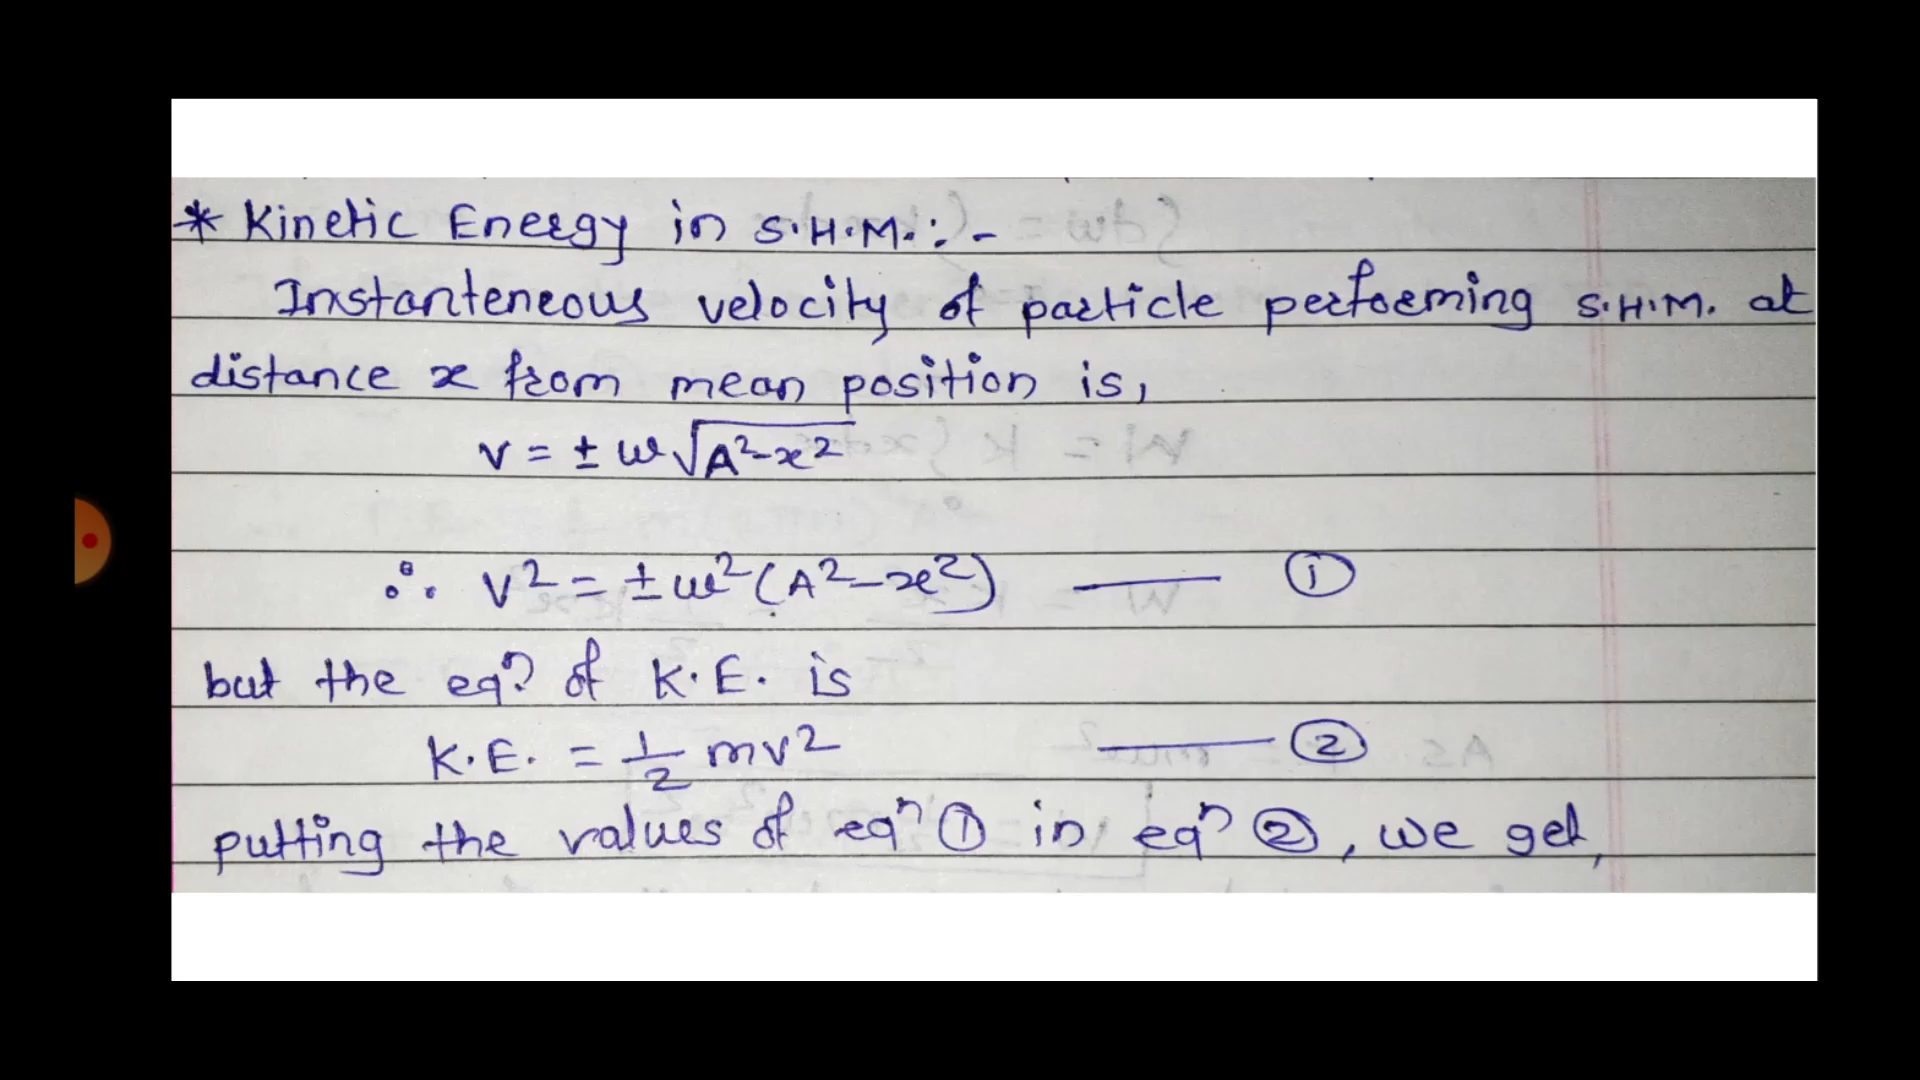 * Kinetic Energy in S.H.M. :-
Instanteneous velocity of particle performing S.H.M. at
distance x from mean position is,
v = ± ω √A²-x²
∴ v² = ± ω² (A² - x²) —— ①
but the eqⁿ of K.E. is
K.E. = 1/2 mv² —— ②
putting the values of eqⁿ ① in eqⁿ ②, we get,